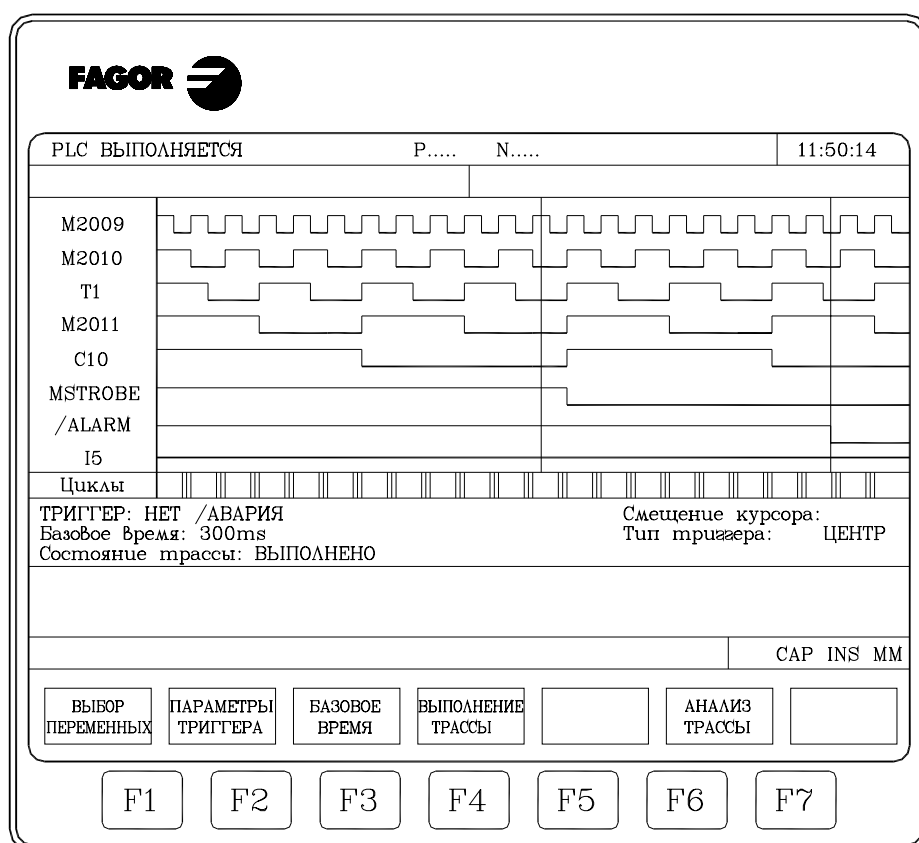 FAGOR
PLC ВЫПОЛНЯЕТСЯ P..... N..... 11:50:14
M2009
M2010
T1
M2011
C10
MSTROBE
/ALARM
I5
Циклы
ТРИГГЕР: НЕТ /АВАРИЯ
Базовое время: 300ms
Состояние трассы: ВЫПОЛНЕНО
Смещение курсора:
Тип триггера: ЦЕНТР
CAP INS MM
ВЫБОР ПЕРЕМЕННЫХ
ПАРАМЕТРЫ ТРИГГЕРА
БАЗОВОЕ ВРЕМЯ
ВЫПОЛНЕНИЕ ТРАССЫ
АНАЛИЗ ТРАССЫ
F1 F2 F3 F4 F5 F6 F7